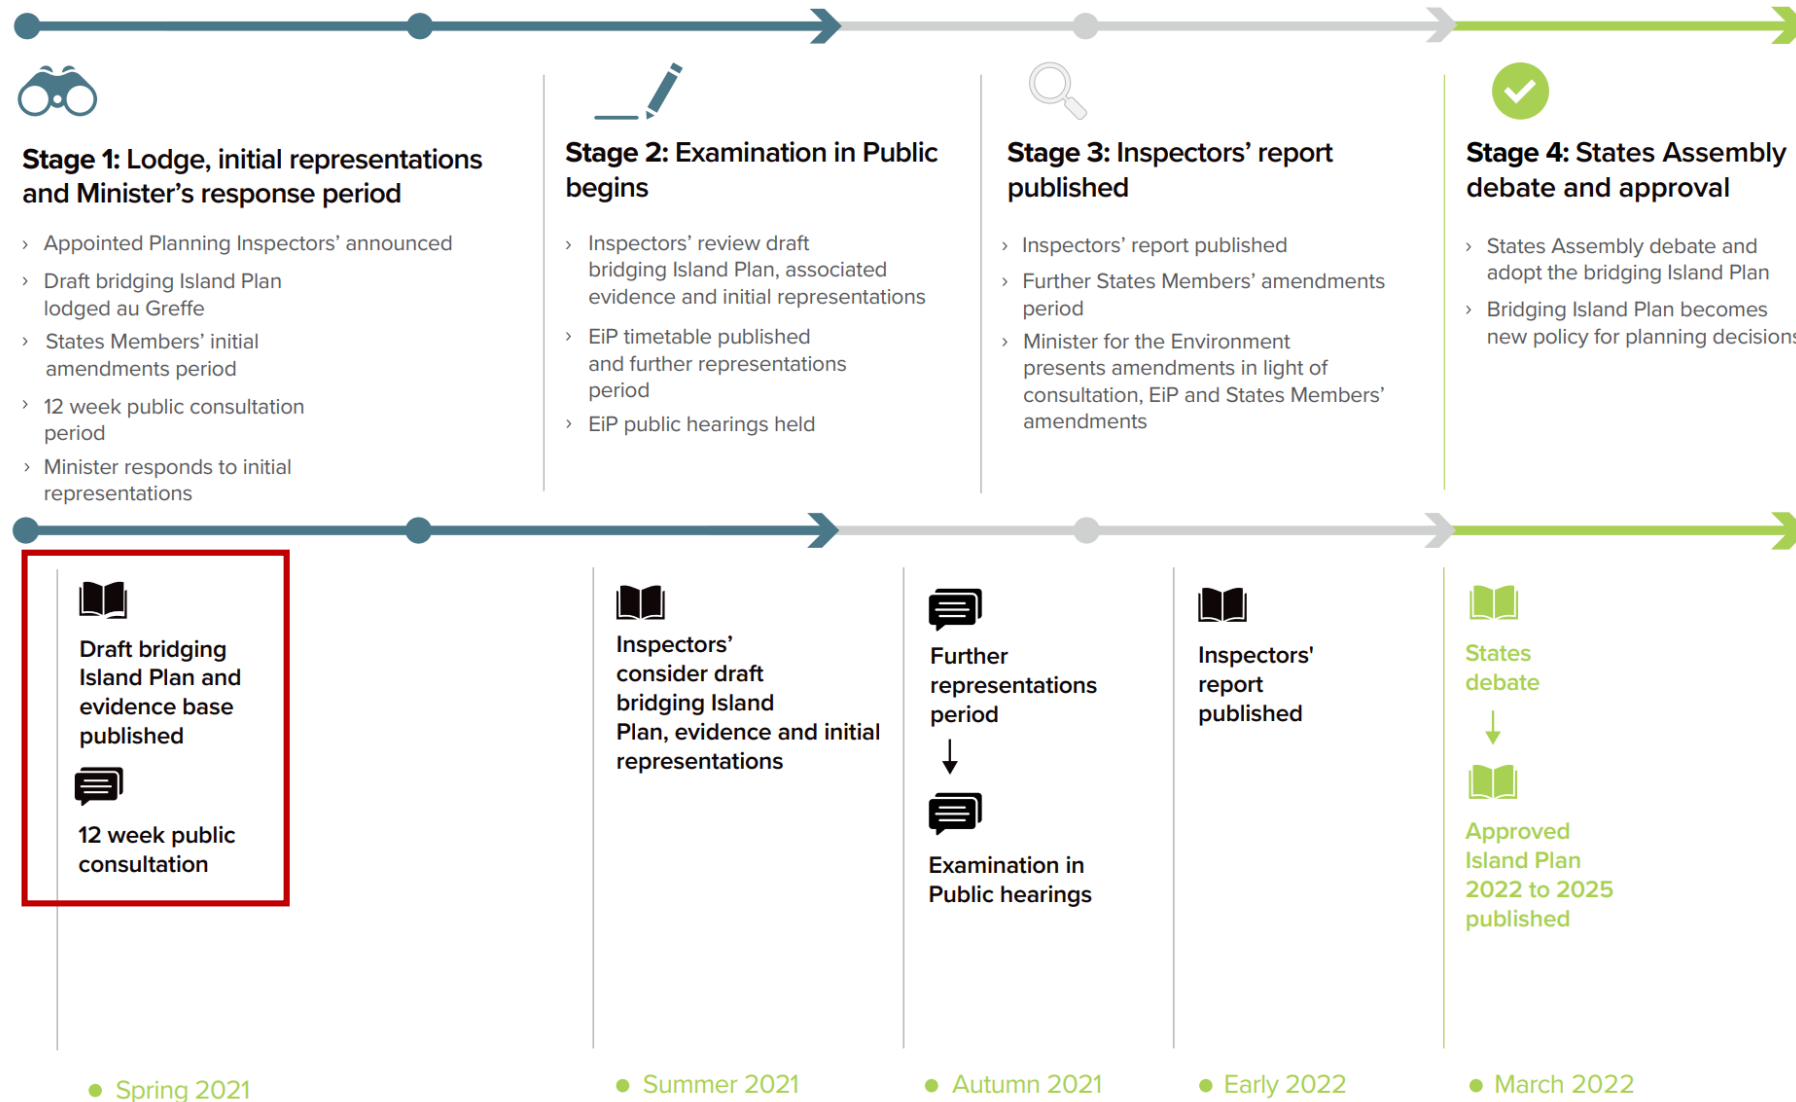 Stage 1: Lodge, initial representations
and Minister's response period
› Appointed Planning Inspectors' announced
› Draft bridging Island Plan
lodged au Greffe
› States Members' initial
amendments period
› 12 week public consultation
period
› Minister responds to initial
representations
Stage 2: Examination in Public
begins
› Inspectors' review draft
bridging Island Plan, associated
evidence and initial representations
› EiP timetable published
and further representations
period
› EiP public hearings held
Stage 3: Inspectors' report
published
› Inspectors' report published
› Further States Members' amendments
period
› Minister for the Environment
presents amendments in light of
consultation, EiP and States Members'
amendments
Stage 4: States Assembly
debate and approval
› States Assembly debate and
adopt the bridging Island Plan
› Bridging Island Plan becomes
new policy for planning decisions
Draft bridging
Island Plan and
evidence base
published
12 week public
consultation
Inspectors'
consider draft
bridging Island
Plan, evidence and initial
representations
Further
representations
period
Examination in
Public hearings
Inspectors'
report
published
States
debate
Approved
Island Plan
2022 to 2025
published
Spring 2021
Summer 2021
Autumn 2021
Early 2022
March 2022